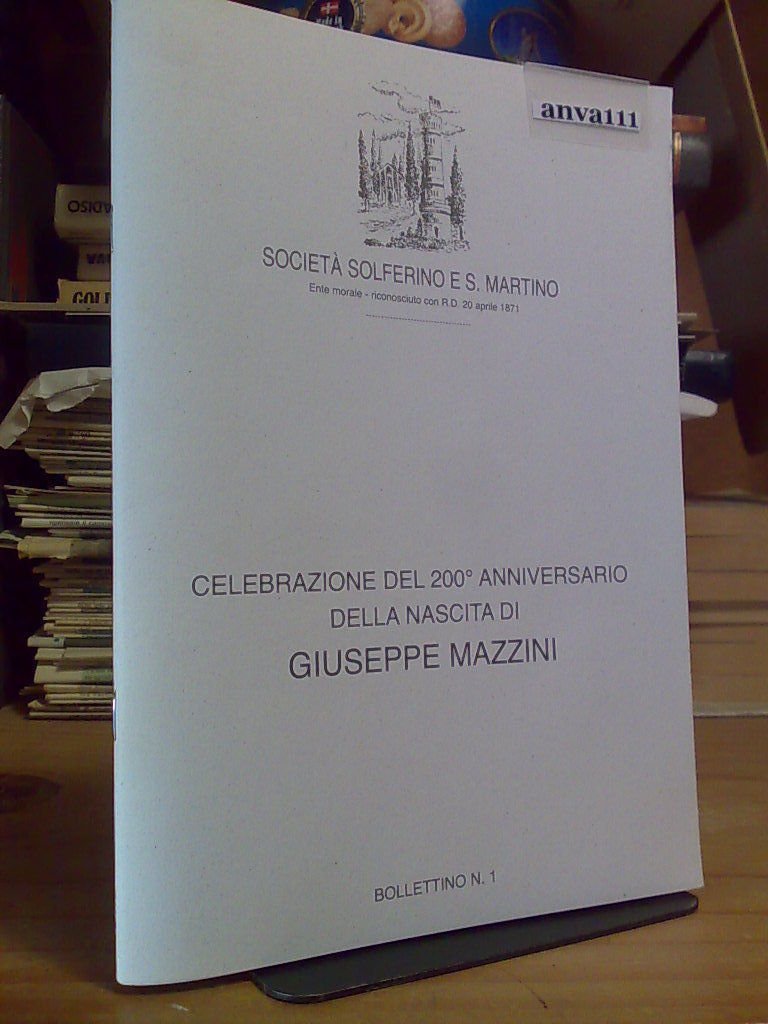 anva111
SOCIETÀ SOLFERINO E S. MARTINO
Ente morale - riconosciuto con R.D. 20 aprile 1871
CELEBRAZIONE DEL 200° ANNIVERSARIO
DELLA NASCITA DI
GIUSEPPE MAZZINI
BOLLETTINO N. 1